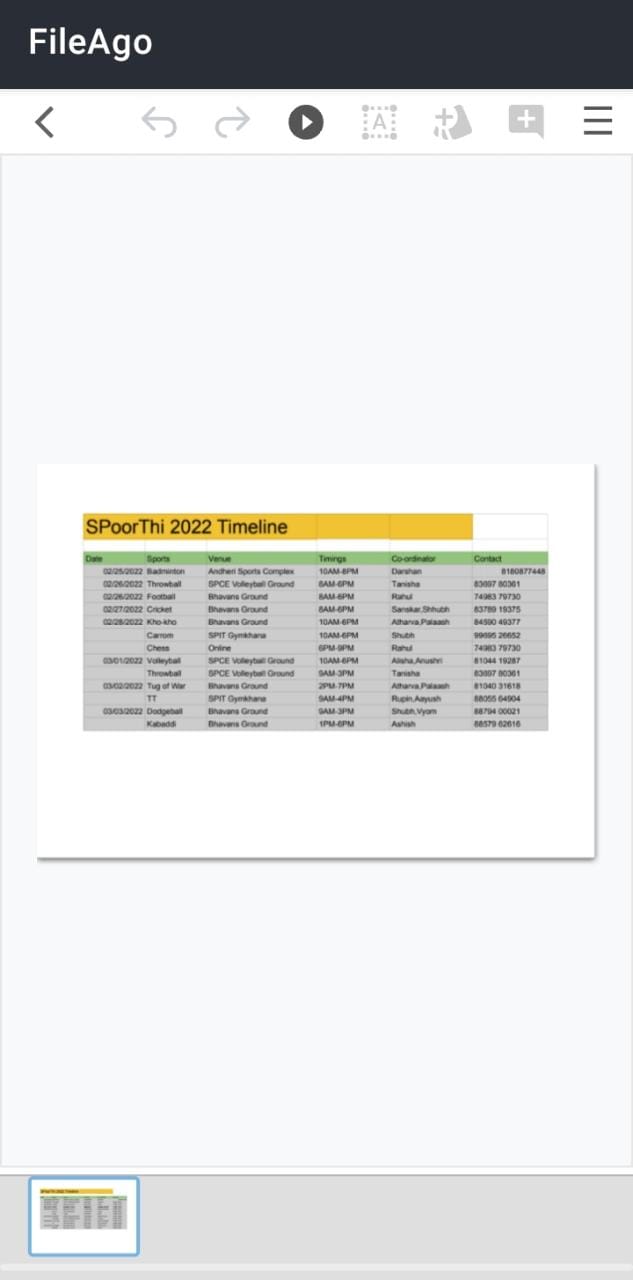 FileAgo
SPoorThi 2022 Timeline
Date Sports Venue Timings Co-ordinator Contact
02/25/2022 Badminton Andheri Sports Complex 10AM-8PM Darshan 8180877448
02/26/2022 Throwball SPCE Volleyball Ground 8AM-6PM Tanisha 83697 80361
02/26/2022 Football Bhavans Ground 8AM-6PM Rahul 74983 79730
02/27/2022 Cricket Bhavans Ground 8AM-6PM Sanskar,Shhubh 83789 19375
02/28/2022 Kho-kho Bhavans Ground 10AM-6PM Atharva,Palaash 84590 49377
Carrom SPIT Gymkhana 10AM-6PM Shubh 99695 26652
Chess Online 6PM-9PM Rahul 74983 79730
03/01/2022 Volleyball SPCE Volleyball Ground 10AM-6PM Alisha,Anushri 81044 19287
Throwball SPCE Volleyball Ground 9AM-3PM Tanisha 83697 80361
03/02/2022 Tug of War Bhavans Ground 2PM-7PM Atharva,Palaash 81040 31618
TT SPIT Gymkhana 9AM-4PM Rupin,Aayush 88055 64904
03/03/2022 Dodgeball Bhavans Ground 9AM-3PM Shubh,Vyom 88794 00021
Kabaddi Bhavans Ground 1PM-6PM Ashish 88579 62616